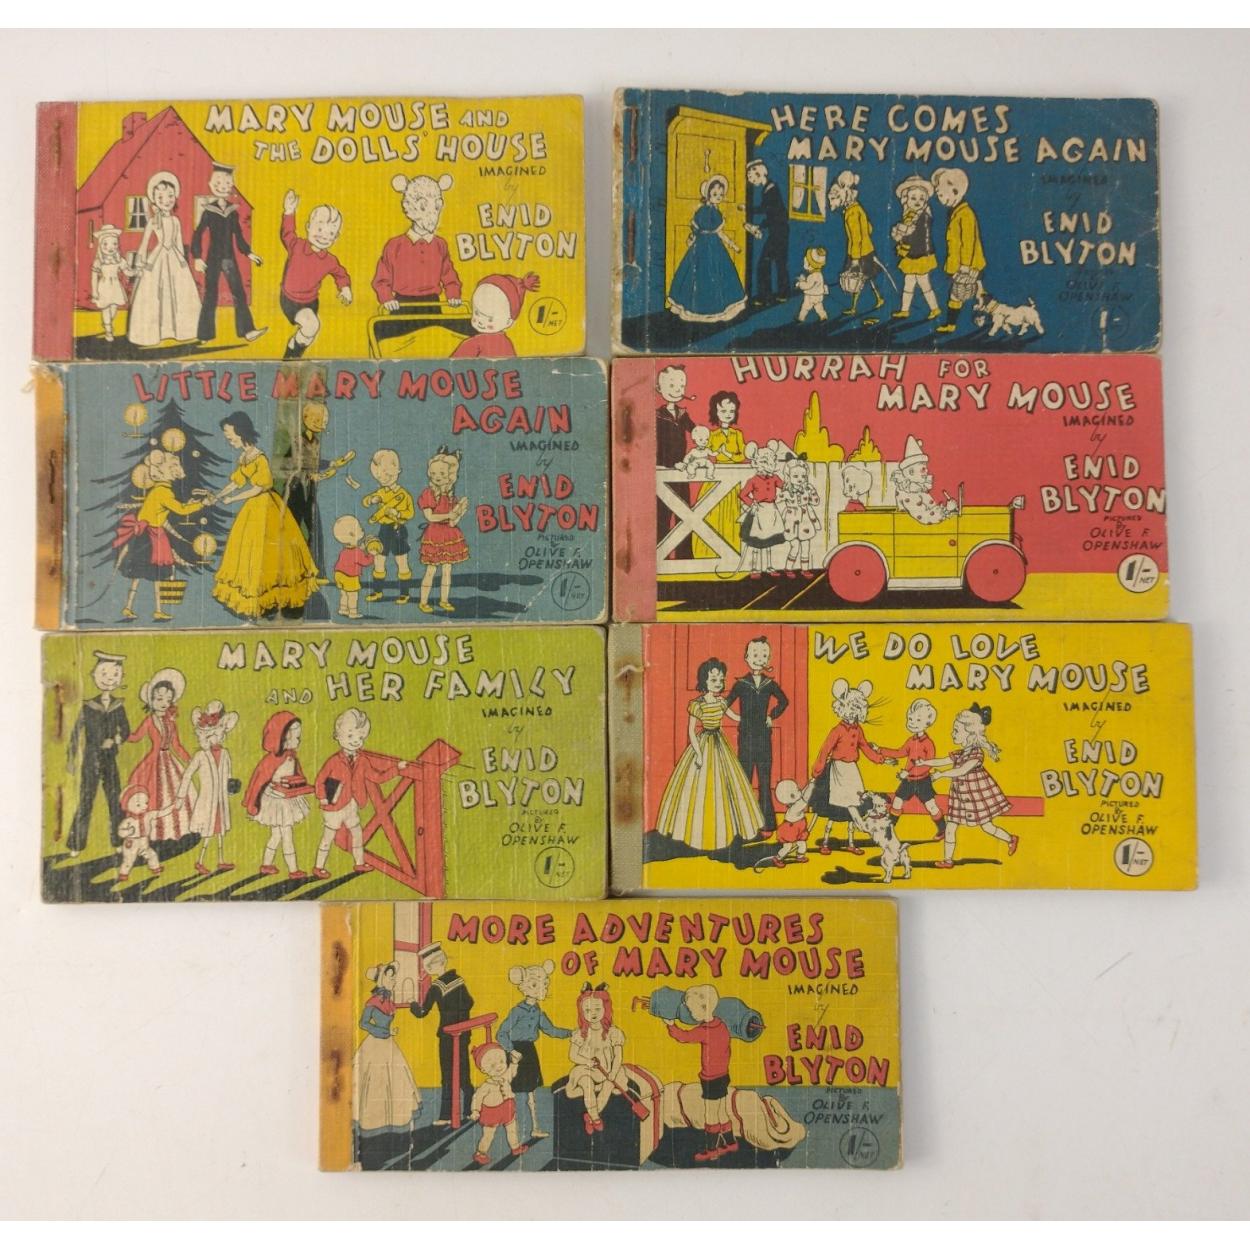 MARY MOUSE AND
THE DOLLS' HOUSE
IMAGINED
by
ENID
BLYTON
1/-
NET
HERE COMES
MARY MOUSE AGAIN
IMAGINED
by
ENID
BLYTON
OLIVE F.
OPENSHAW
1/-
LITTLE MARY MOUSE
AGAIN
IMAGINED
by
ENID
BLYTON
PICTURED
By
OLIVE F.
OPENSHAW
1/-
NET
HURRAH FOR
MARY MOUSE
IMAGINED
by
ENID
BLYTON
PICTURED
By
OLIVE F.
OPENSHAW
1/-
NET
MARY MOUSE
AND HER FAMILY
IMAGINED
by
ENID
BLYTON
PICTURED
By
OLIVE F.
OPENSHAW
1/-
NET
WE DO LOVE
MARY MOUSE
IMAGINED
by
ENID
BLYTON
PICTURED
By
OLIVE F.
OPENSHAW
1/-
NET
MORE ADVENTURES
OF MARY MOUSE
IMAGINED
by
ENID
BLYTON
PICTURED
By
OLIVE F.
OPENSHAW
1/-
NET